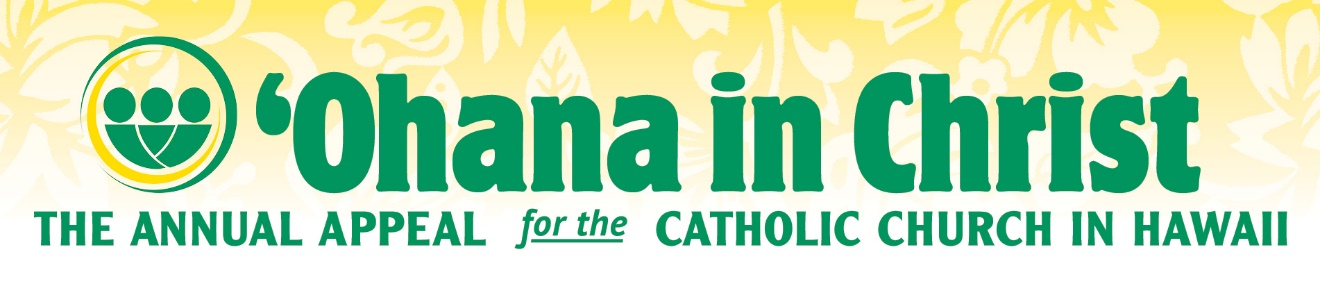 ‘Ohana in Christ
THE ANNUAL APPEAL for the CATHOLIC CHURCH IN HAWAII